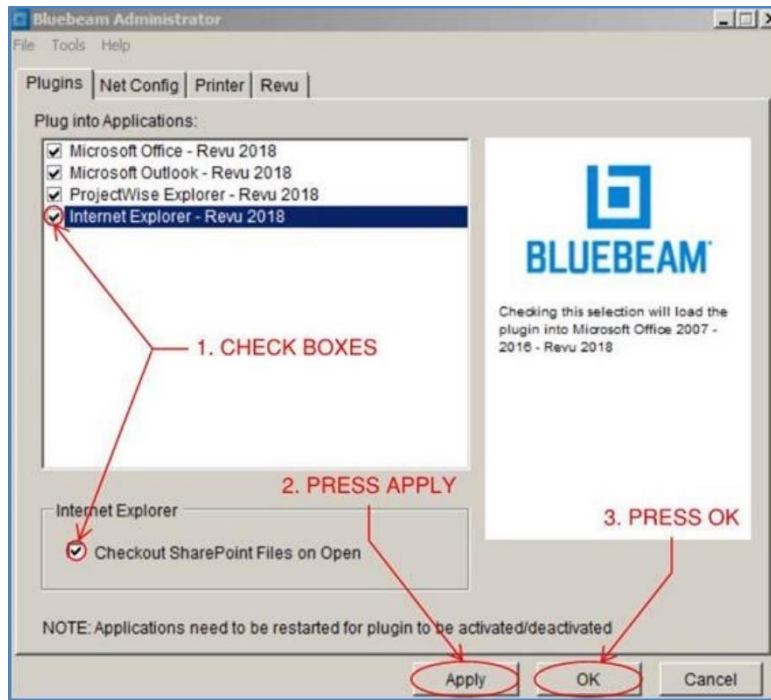 Bluebeam Administrator
File Tools Help
Plugins Net Config Printer Revu
Plug into Applications:
Microsoft Office - Revu 2018
Microsoft Outlook - Revu 2018
ProjectWise Explorer - Revu 2018
Internet Explorer - Revu 2018
BLUEBEAM
Checking this selection will load the
plugin into Microsoft Office 2007 -
2016 - Revu 2018
1. CHECK BOXES
2. PRESS APPLY
3. PRESS OK
Internet Explorer
Checkout SharePoint Files on Open
NOTE: Applications need to be restarted for plugin to be activated/deactivated
Apply OK Cancel